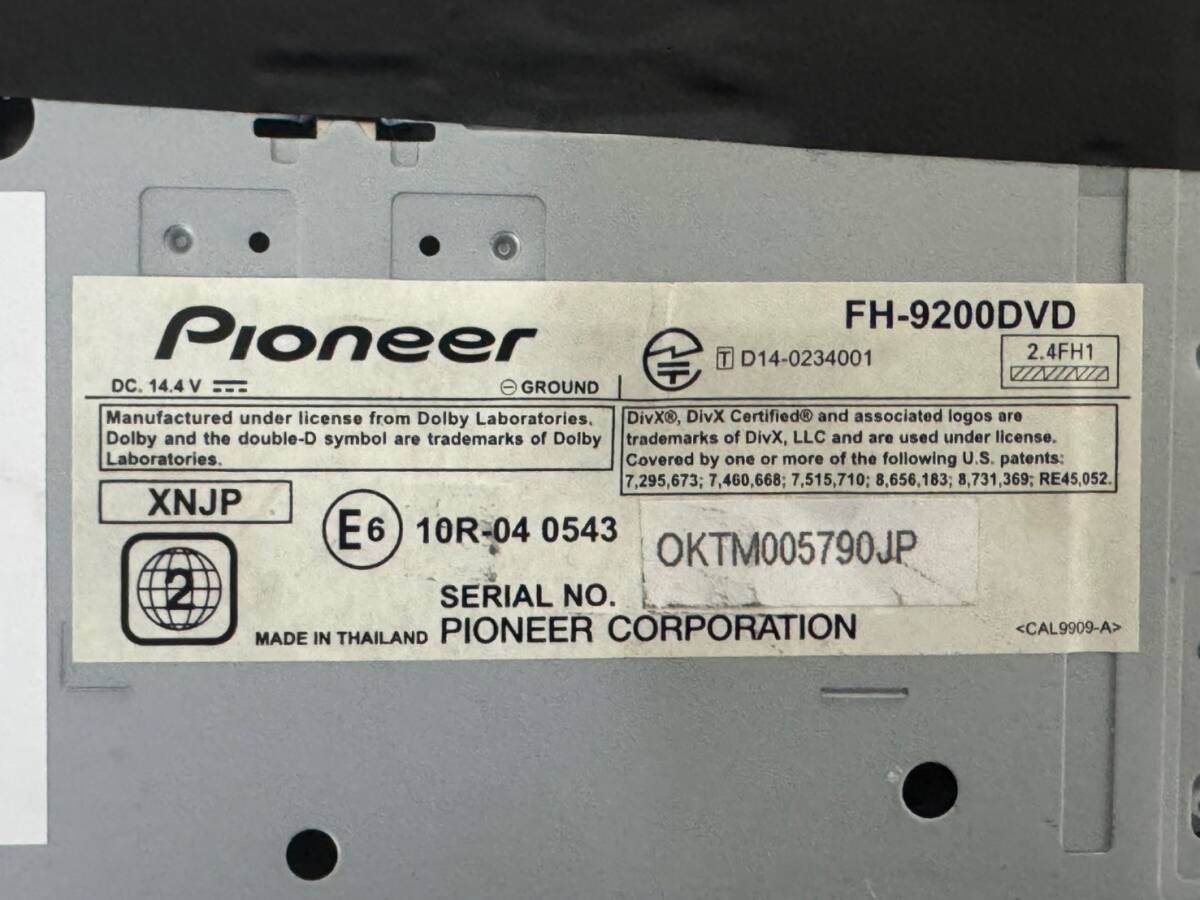 Pioneer
FH-9200DVD
DC. 14.4 V
⊖ GROUND
T D14-0234001
2.4FH1
Manufactured under license from Dolby Laboratories.
Dolby and the double-D symbol are trademarks of Dolby
Laboratories.
DivX®, DivX Certified® and associated logos are
trademarks of DivX, LLC and are used under license.
Covered by one or more of the following U.S. patents:
7,295,673; 7,460,668; 7,515,710; 8,656,183; 8,731,369; RE45,052.
XNJP
E6 10R-04 0543
OKTM005790JP
2
SERIAL NO.
MADE IN THAILAND PIONEER CORPORATION
<CAL9909-A>